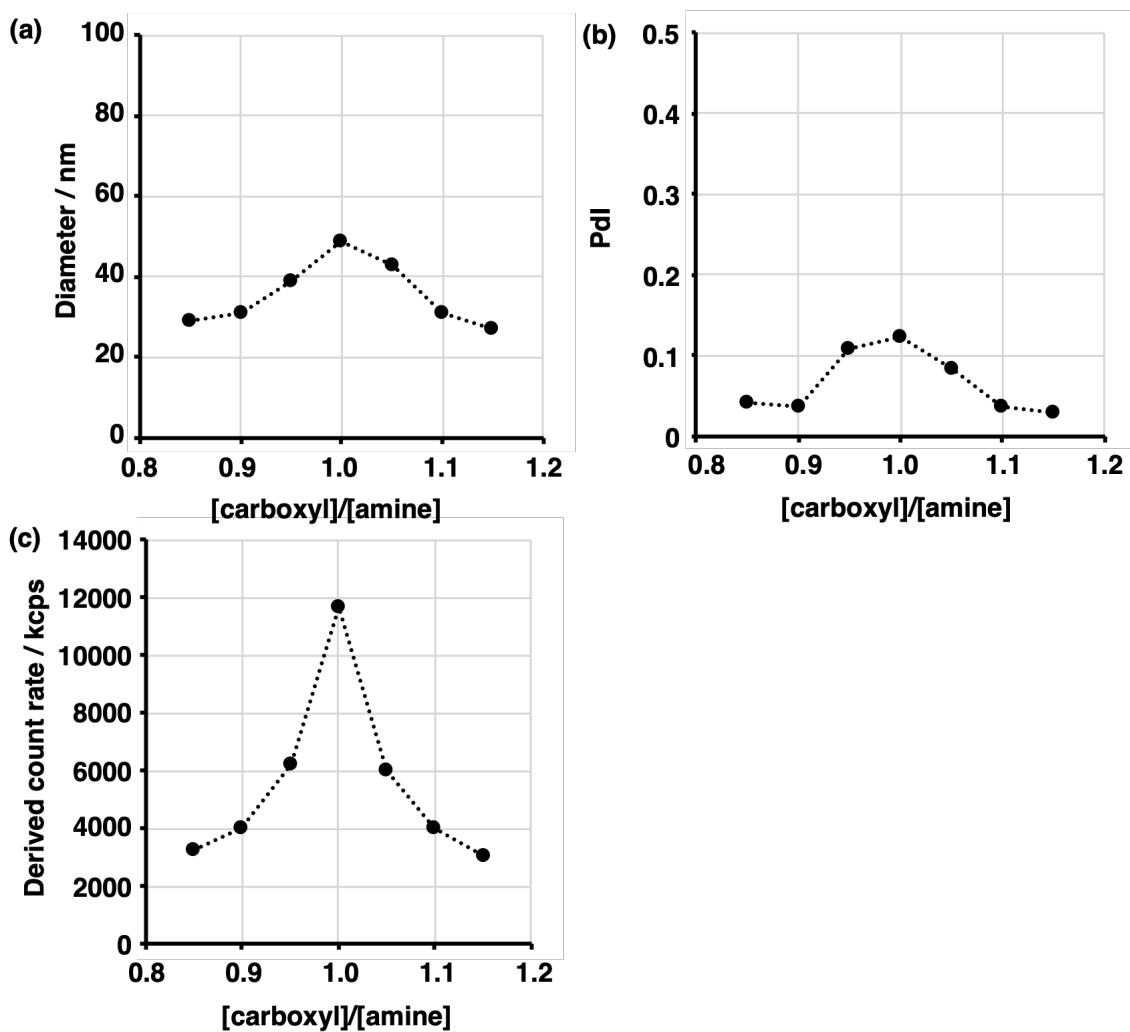 (a)
100
80
60
40
20
0
Diameter / nm
0.8 0.9 1.0 1.1 1.2
[carboxyl]/[amine]
(b)
0.5
0.4
0.3
0.2
0.1
0
PdI
0.8 0.9 1.0 1.1 1.2
[carboxyl]/[amine]
(c)
14000
12000
10000
8000
6000
4000
2000
0
Derived count rate / kcps
0.8 0.9 1.0 1.1 1.2
[carboxyl]/[amine]